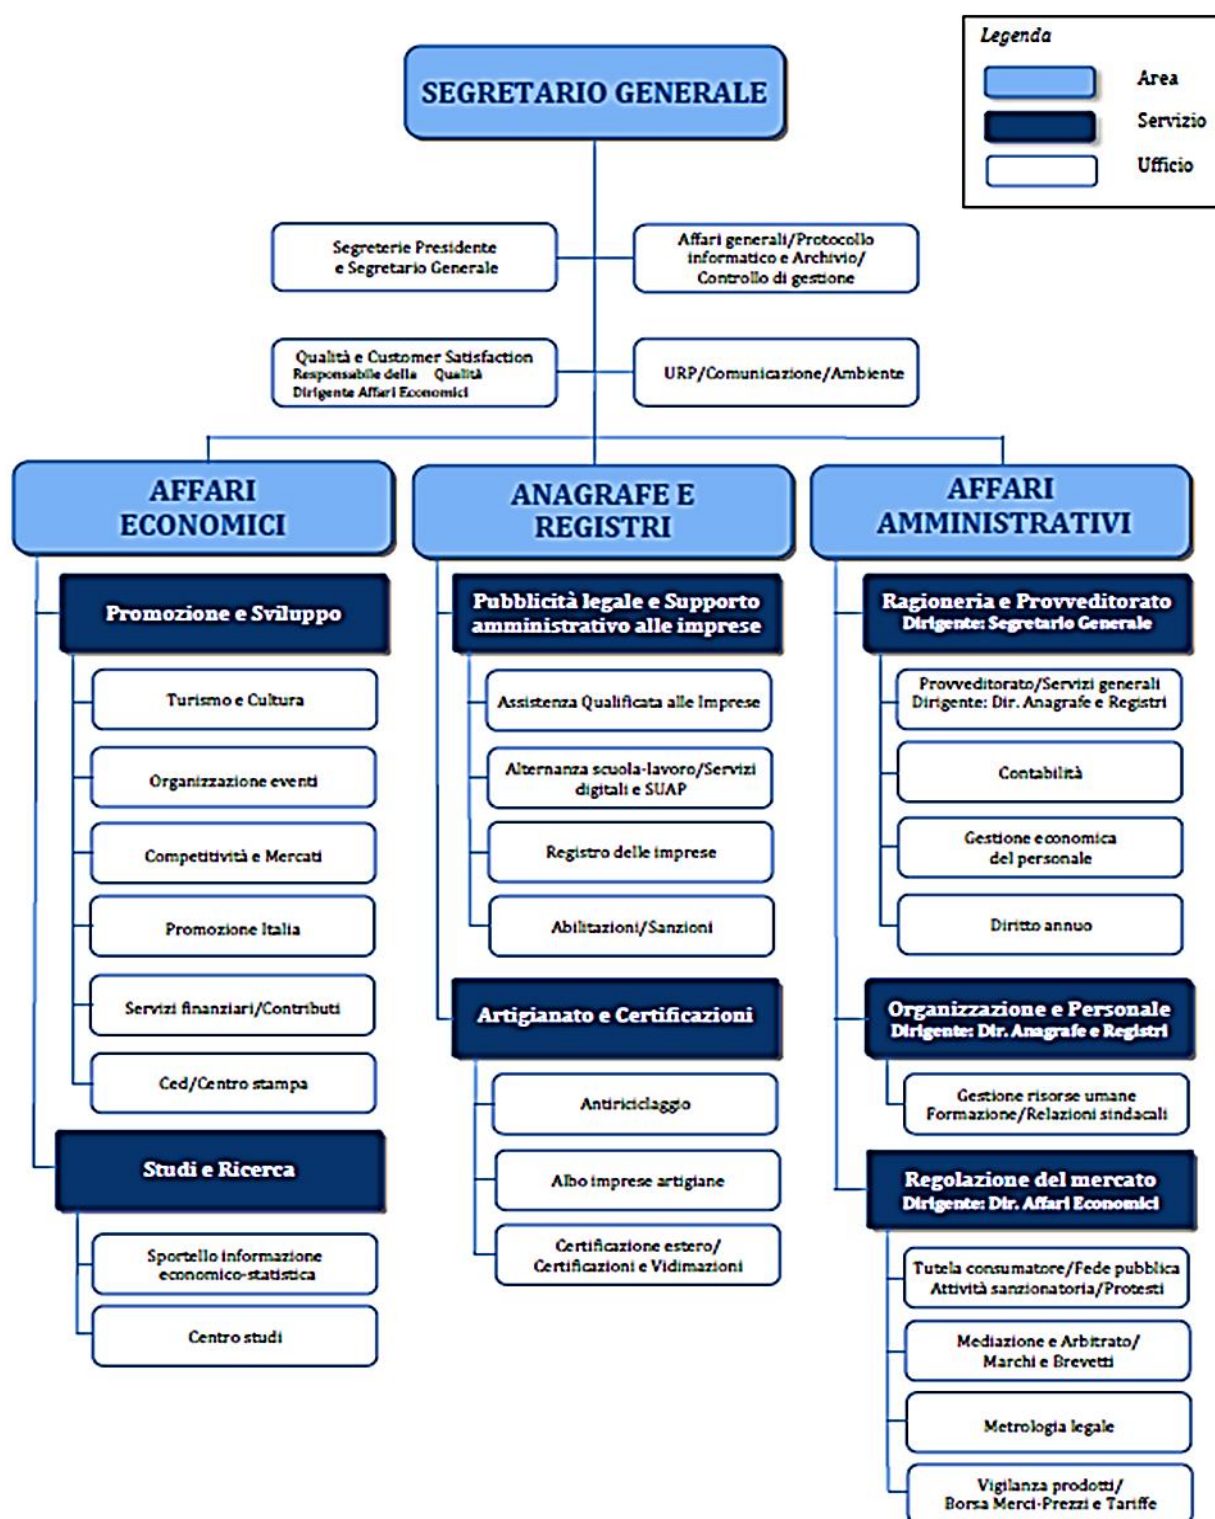 Legenda
Area
Servizio
Ufficio
SEGRETARIO GENERALE
Segreterie Presidente
e Segretario Generale
Affari generali/Protocollo
informatico e Archivio/
Controllo di gestione
Qualità e Customer Satisfaction
Responsabile della Qualità
Dirigente Affari Economici
URP/Comunicazione/Ambiente
AFFARI
ECONOMICI
Promozione e Sviluppo
Turismo e Cultura
Organizzazione eventi
Competitività e Mercati
Promozione Italia
Servizi finanziari/Contributi
Ced/Centro stampa
Studi e Ricerca
Sportello informazione
economico-statistica
Centro studi
ANAGRAFE E
REGISTRI
Pubblicità legale e Supporto
amministrativo alle imprese
Assistenza Qualificata alle Imprese
Alternanza scuola-lavoro/Servizi
digitali e SUAP
Registro delle imprese
Abilitazioni/Sanzioni
Artigianato e Certificazioni
Antiriciclaggio
Albo imprese artigiane
Certificazione estero/
Certificazioni e Vidimazioni
AFFARI
AMMINISTRATIVI
Ragioneria e Provveditorato
Dirigente: Segretario Generale
Provveditorato/Servizi generali
Dirigente: Dir. Anagrafe e Registri
Contabilità
Gestione economica
del personale
Diritto annuo
Organizzazione e Personale
Dirigente: Dir. Anagrafe e Registri
Gestione risorse umane
Formazione/Relazioni sindacali
Regolazione del mercato
Dirigente: Dir. Affari Economici
Tutela consumatore/Fede pubblica
Attività sanzionatoria/Protesti
Mediazione e Arbitrato/
Marchi e Brevetti
Metrologia legale
Vigilanza prodotti/
Borsa Merci-Prezzi e Tariffe